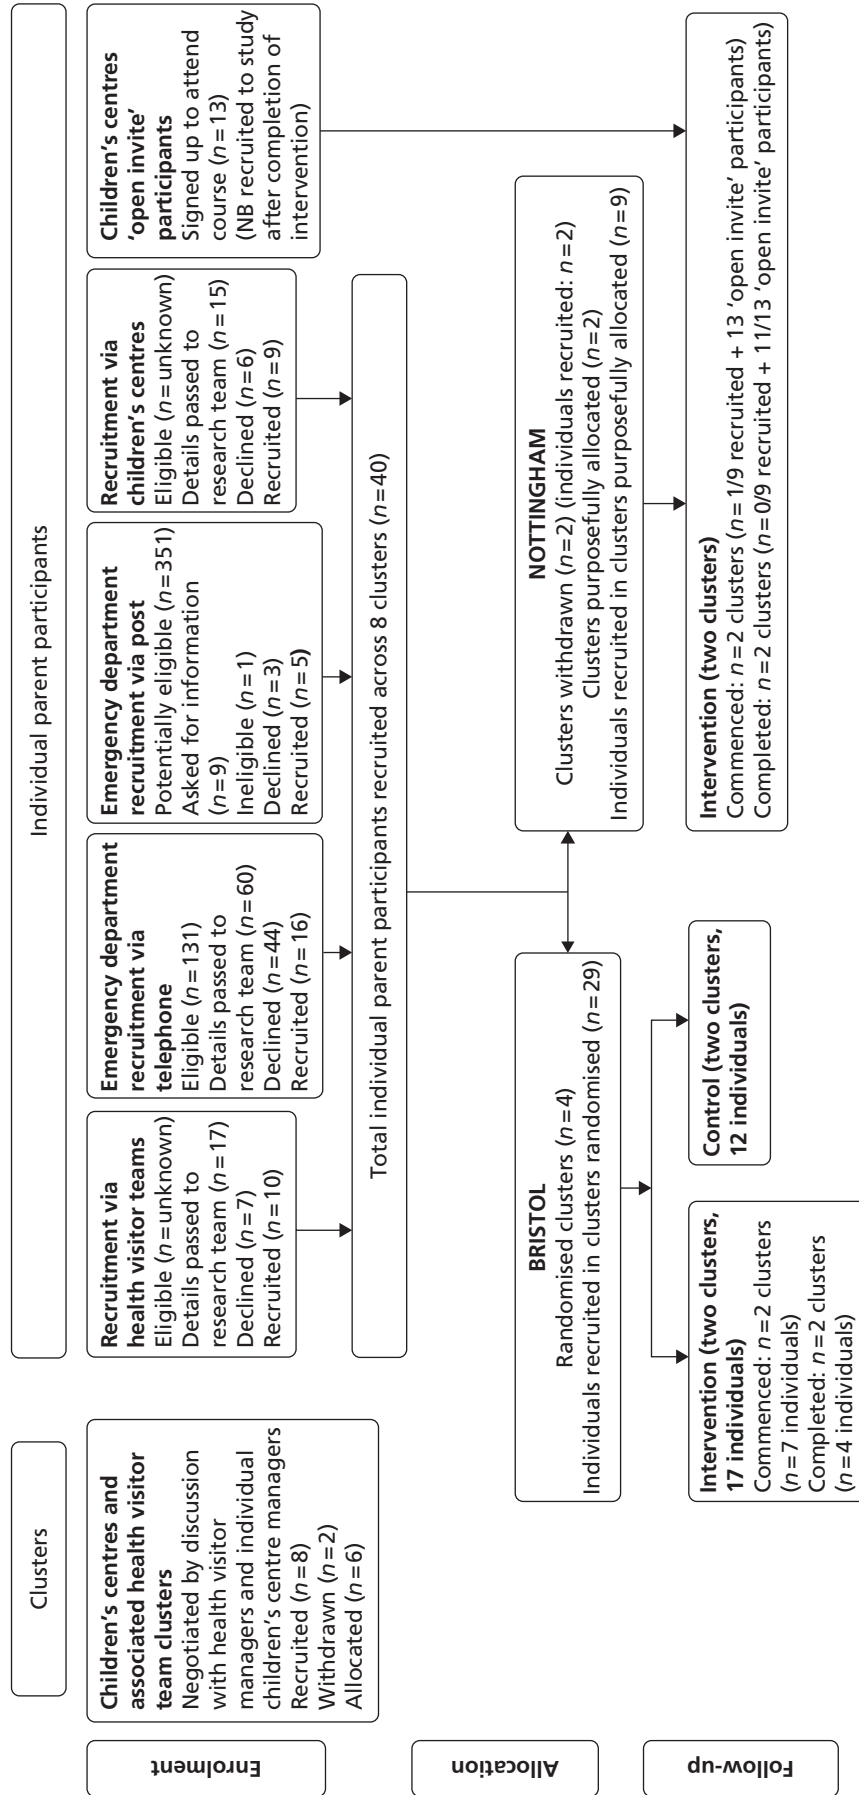 Clusters
Individual parent participants
Enrolment
Children's centres and
associated health visitor
team clusters
Negotiated by discussion
with health visitor
managers and individual
children's centre managers
Recruited (n=8)
Withdrawn (n=2)
Allocated (n=6)
Recruitment via
health visitor teams
Eligible (n=unknown)
Details passed to
research team (n=17)
Declined (n=7)
Recruited (n=10)
Emergency department
recruitment via
telephone
Eligible (n=131)
Details passed to
research team (n=60)
Declined (n=44)
Recruited (n=16)
Emergency department
recruitment via post
Potentially eligible (n=351)
Asked for information
(n=9)
Ineligible (n=1)
Declined (n=3)
Recruited (n=5)
Recruitment via
children's centres
Eligible (n=unknown)
Details passed to
research team (n=15)
Declined (n=6)
Recruited (n=9)
Children's centres
'open invite'
participants
Signed up to attend
course (n=13)
(NB recruited to study
after completion of
intervention)
Total individual parent participants recruited across 8 clusters (n=40)
Allocation
BRISTOL
Randomised clusters (n=4)
Individuals recruited in clusters randomised (n=29)
NOTTINGHAM
Clusters withdrawn (n=2) (individuals recruited: n=2)
Clusters purposefully allocated (n=2)
Individuals recruited in clusters purposefully allocated (n=9)
Follow-up
Intervention (two clusters,
17 individuals)
Commenced: n=2 clusters
(n=7 individuals)
Completed: n=2 clusters
(n=4 individuals)
Control (two clusters,
12 individuals)
Intervention (two clusters)
Commenced: n=2 clusters (n=1/9 recruited + 13 'open invite' participants)
Completed: n=2 clusters (n=0/9 recruited + 11/13 'open invite' participants)